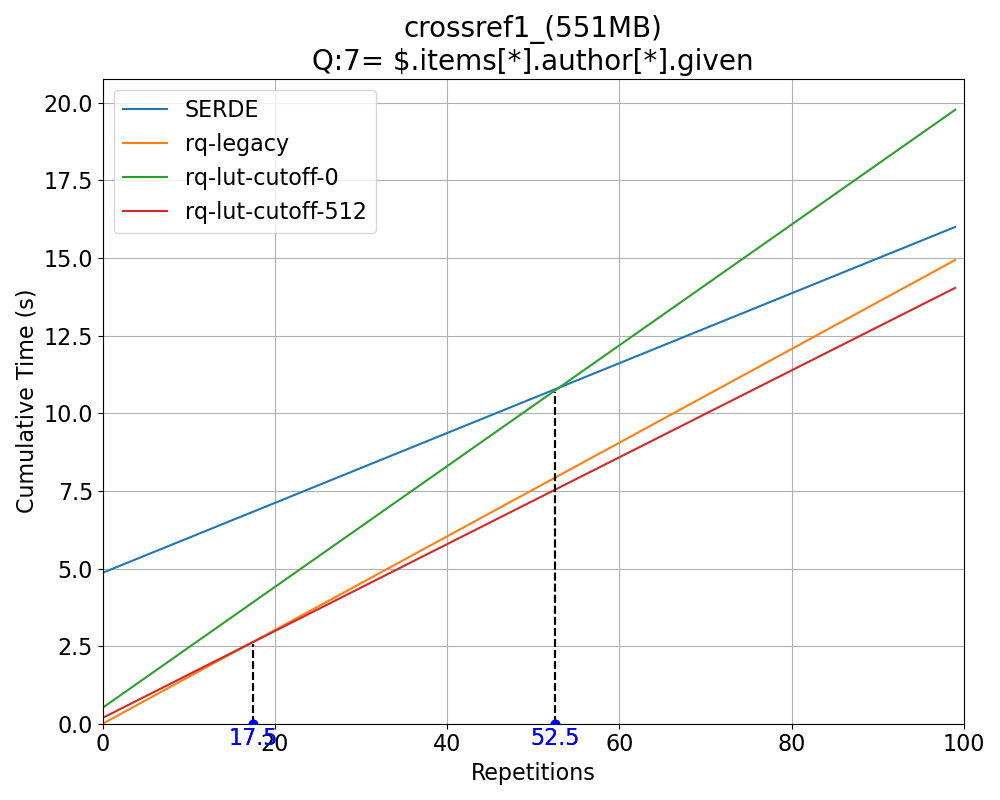 crossref1_(551MB)
Q:7= $.items[*].author[*].given
SERDE
rq-legacy
rq-lut-cutoff-0
rq-lut-cutoff-512
Cumulative Time (s)
20.0
17.5
15.0
12.5
10.0
7.5
5.0
2.5
0.0
0 20 40 60 80 100
17.5 52.5
Repetitions